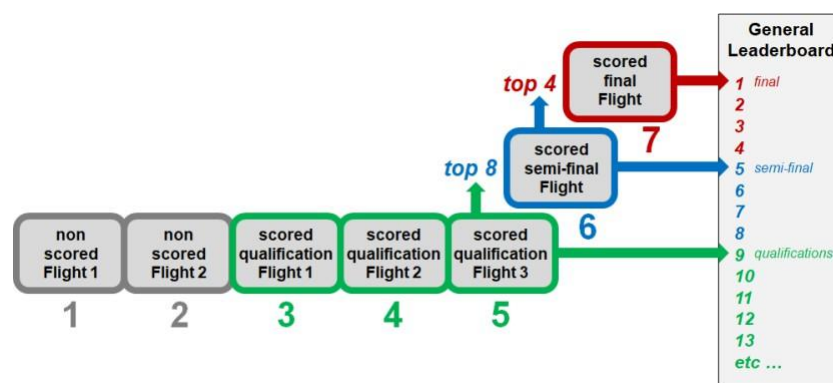 General
Leaderboard
scored
final
Flight
7
top 4
1 final
2
3
4
scored
semi-final
Flight
6
top 8
5 semi-final
6
7
8
non
scored
Flight 1
1
non
scored
Flight 2
2
scored
qualification
Flight 1
3
scored
qualification
Flight 2
4
scored
qualification
Flight 3
5
9 qualifications
10
11
12
13
etc ...